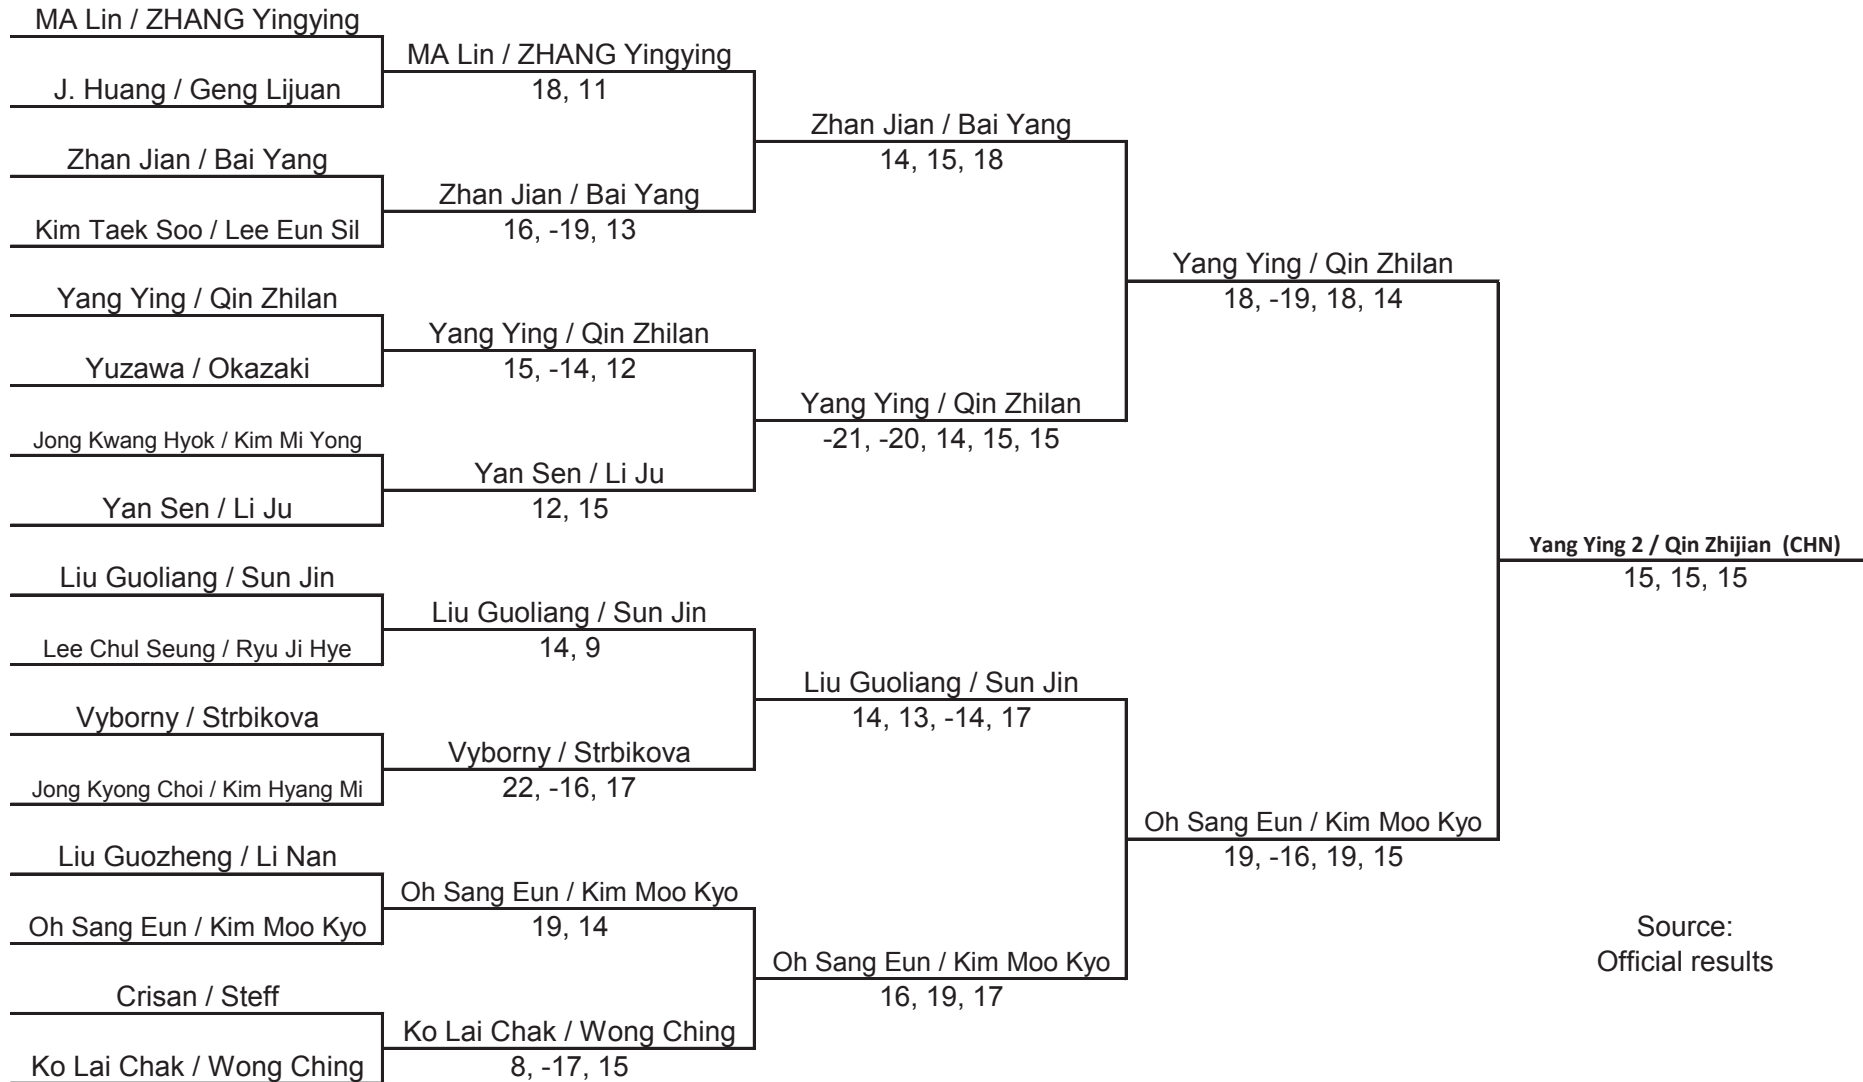 MA Lin / ZHANG Yingying
J. Huang / Geng Lijuan
Zhan Jian / Bai Yang
Kim Taek Soo / Lee Eun Sil
Yang Ying / Qin Zhilan
Yuzawa / Okazaki
Jong Kwang Hyok / Kim Mi Yong
Yan Sen / Li Ju
Liu Guoliang / Sun Jin
Lee Chul Seung / Ryu Ji Hye
Vyborny / Strbikova
Jong Kyong Choi / Kim Hyang Mi
Liu Guozheng / Li Nan
Oh Sang Eun / Kim Moo Kyo
Crisan / Steff
Ko Lai Chak / Wong Ching
MA Lin / ZHANG Yingying
18, 11
Zhan Jian / Bai Yang
16, -19, 13
Yang Ying / Qin Zhilan
15, -14, 12
Yan Sen / Li Ju
12, 15
Liu Guoliang / Sun Jin
14, 9
Vyborny / Strbikova
22, -16, 17
Oh Sang Eun / Kim Moo Kyo
19, 14
Ko Lai Chak / Wong Ching
8, -17, 15
Zhan Jian / Bai Yang
14, 15, 18
Yang Ying / Qin Zhilan
-21, -20, 14, 15, 15
Liu Guoliang / Sun Jin
14, 13, -14, 17
Oh Sang Eun / Kim Moo Kyo
16, 19, 17
Yang Ying / Qin Zhilan
18, -19, 18, 14
Oh Sang Eun / Kim Moo Kyo
19, -16, 19, 15
Yang Ying 2 / Qin Zhijian (CHN)
15, 15, 15
Source:
Official results